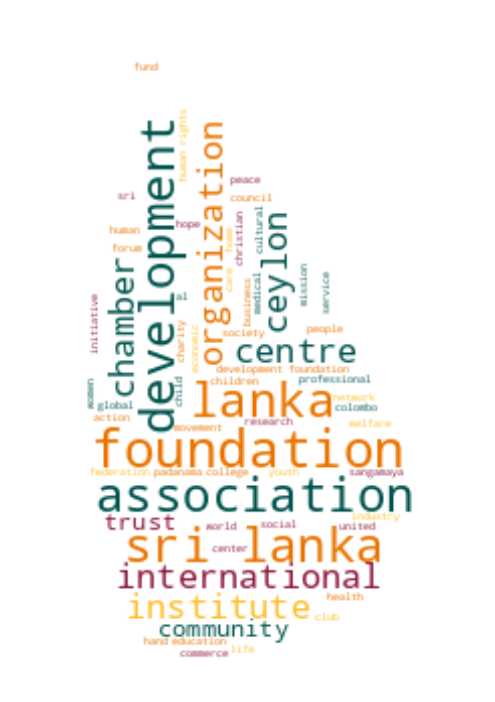 fund
human rights
development
organization
peace
sri
council
hope
cultural
christian
ceylon
human
home
forum
chamber
care
medical
mission
service
business
al
initiative
charity
economic
society
people
centre
development foundation
women
child
children
professional
lanka
network
global
colombo
action
research
welfare
movement
foundation
federation
padanama
college
youth
sangamaya
association
industry
trust
world
social
united
sri lanka
center
international
health
institute
club
community
hand
education
commerce
life